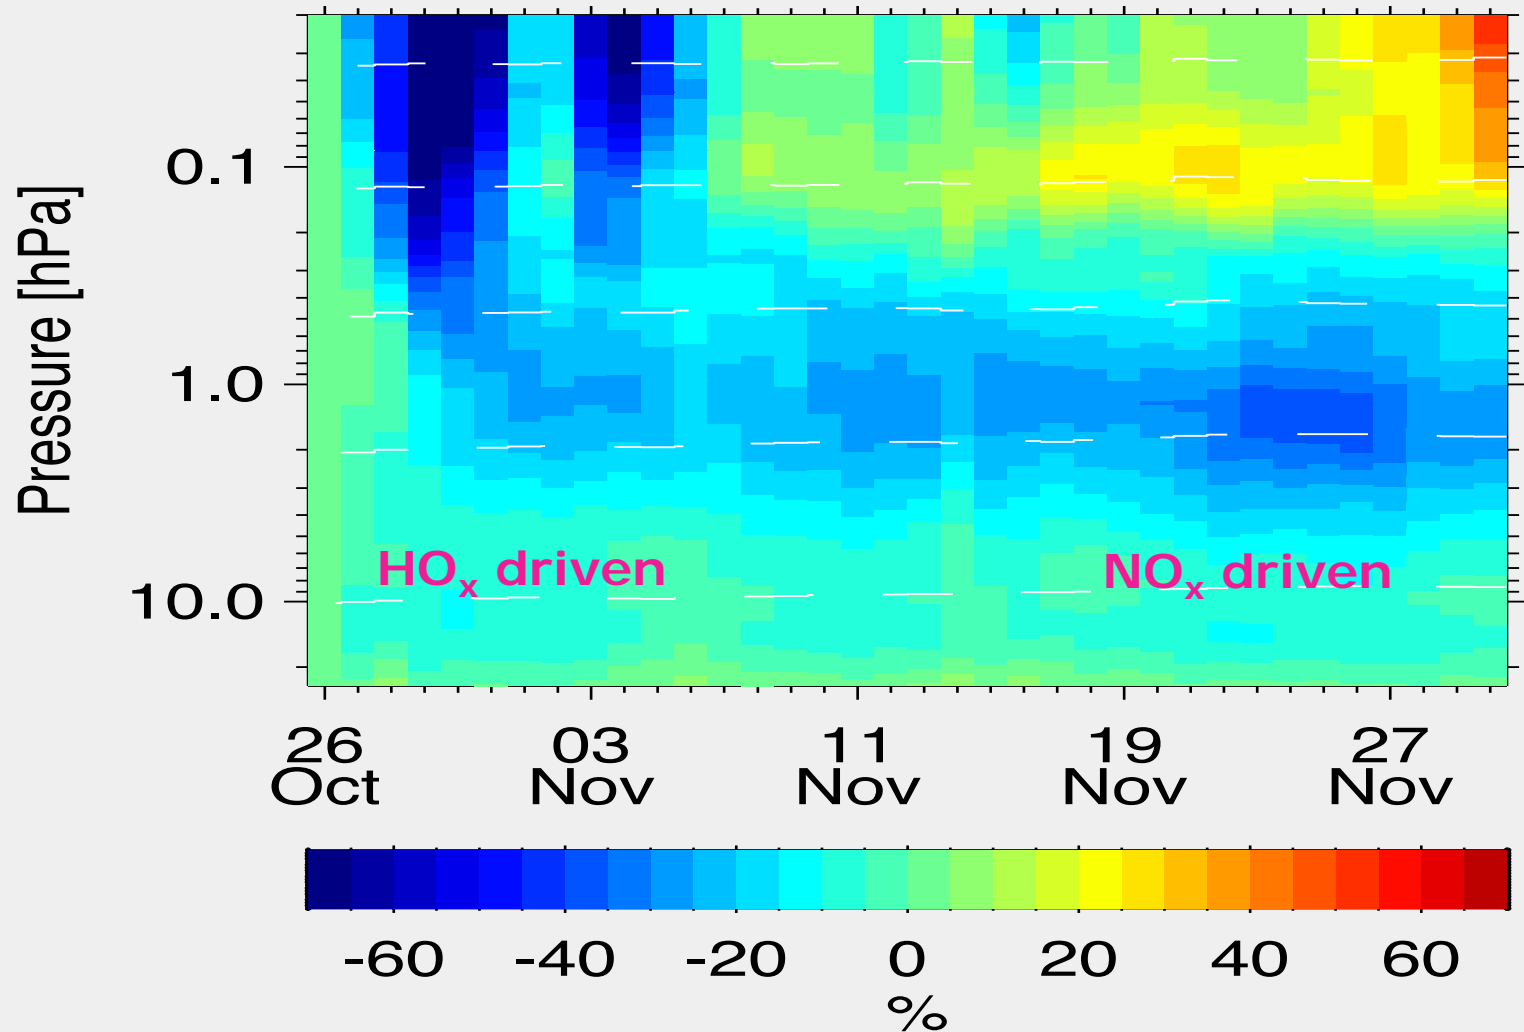 Pressure [hPa]
0.1
1.0
10.0
HOₓ driven
NOₓ driven
26 03 11 19 27
Oct Nov Nov Nov Nov
-60 -40 -20 0 20 40 60
%